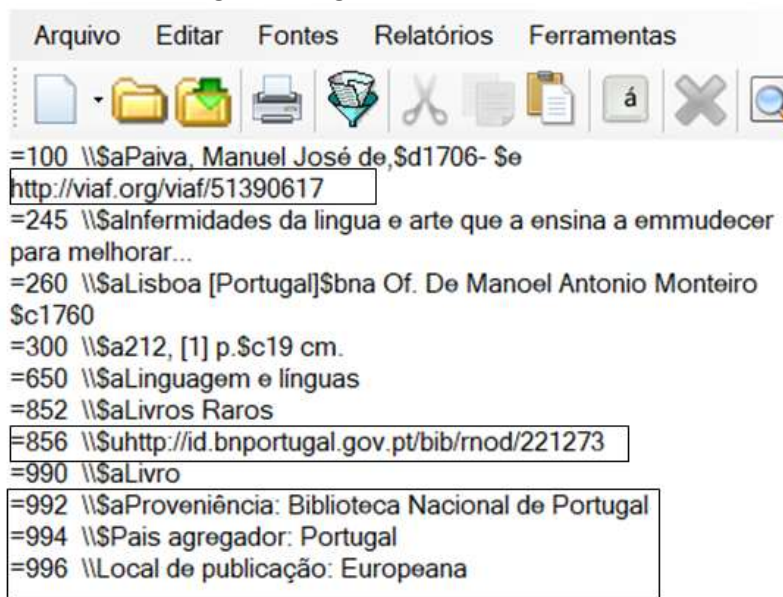 Arquivo Editar Fontes Relatórios Ferramentas
á
=100 \\$aPaiva, Manuel José de,$d1706- $e
http://viaf.org/viaf/51390617
=245 \\$aInfermidades da lingua e arte que a ensina a emmudecer
para melhorar...
=260 \\$aLisboa [Portugal]$bna Of. De Manoel Antonio Monteiro
$c1760
=300 \\$a212, [1] p.$c19 cm.
=650 \\$aLinguagem e línguas
=852 \\$aLivros Raros
=856 \\$uhttp://id.bnportugal.gov.pt/bib/rnod/221273
=990 \\$aLivro
=992 \\$aProveniência: Biblioteca Nacional de Portugal
=994 \\$Pais agregador: Portugal
=996 \\Local de publicação: Europeana